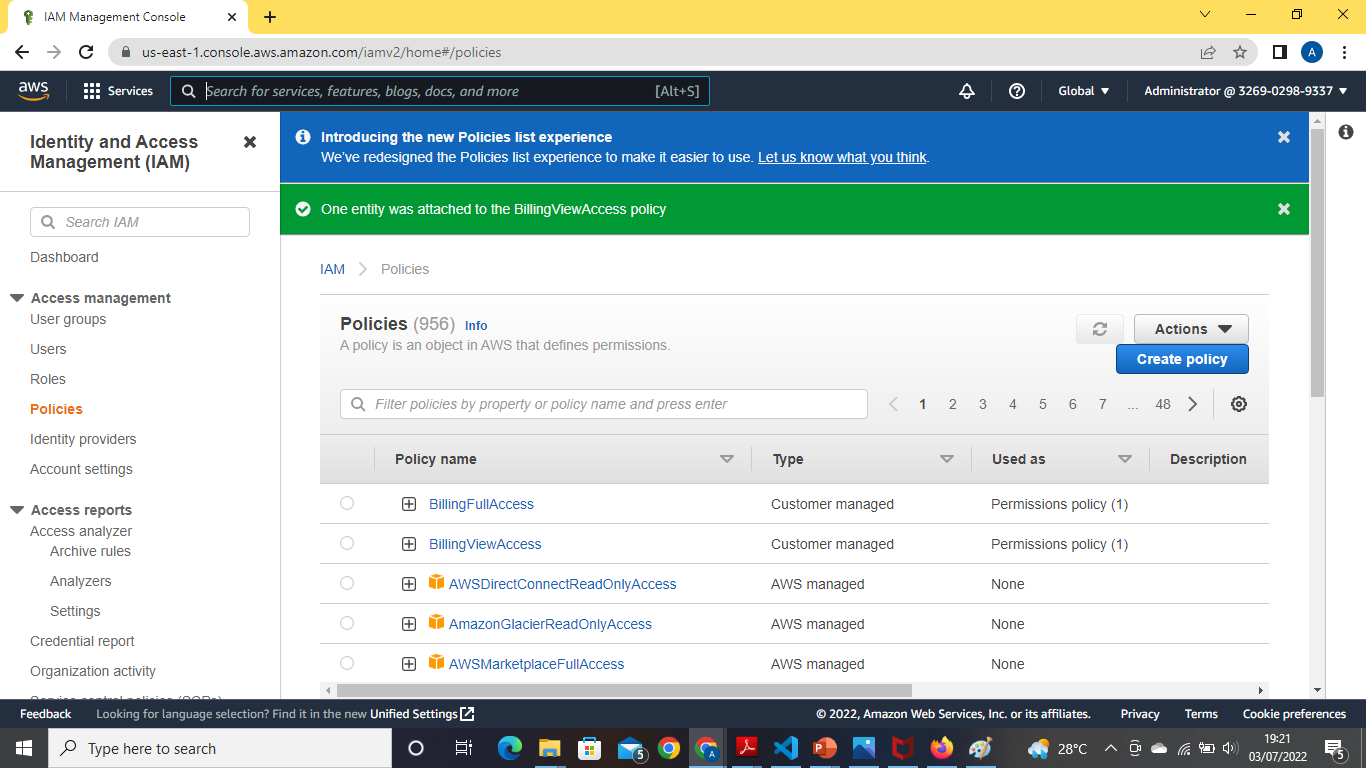 IAM Management Console
us-east-1.console.aws.amazon.com/iamv2/home#/policies
A
aws
Services
Search for services, features, blogs, docs, and more
[Alt+S]
Global
Administrator @ 3269-0298-9337
Identity and Access
Management (IAM)
Search IAM
Dashboard
Access management
User groups
Users
Roles
Policies
Identity providers
Account settings
Access reports
Access analyzer
Archive rules
Analyzers
Settings
Credential report
Organization activity
Service control policies (SCPs)
Introducing the new Policies list experience
We've redesigned the Policies list experience to make it easier to use. Let us know what you think.
One entity was attached to the BillingViewAccess policy
IAM Policies
Policies (956) Info
A policy is an object in AWS that defines permissions.
Actions
Create policy
Filter policies by property or policy name and press enter
1 2 3 4 5 6 7 ... 48
Policy name Type Used as Description
BillingFullAccess Customer managed Permissions policy (1)
BillingViewAccess Customer managed Permissions policy (1)
AWSDirectConnectReadOnlyAccess AWS managed None
AmazonGlacierReadOnlyAccess AWS managed None
AWSMarketplaceFullAccess AWS managed None
Feedback Looking for language selection? Find it in the new Unified Settings
© 2022, Amazon Web Services, Inc. or its affiliates. Privacy Terms Cookie preferences
Type here to search
5
A
28°C
19:21
03/07/2022
5